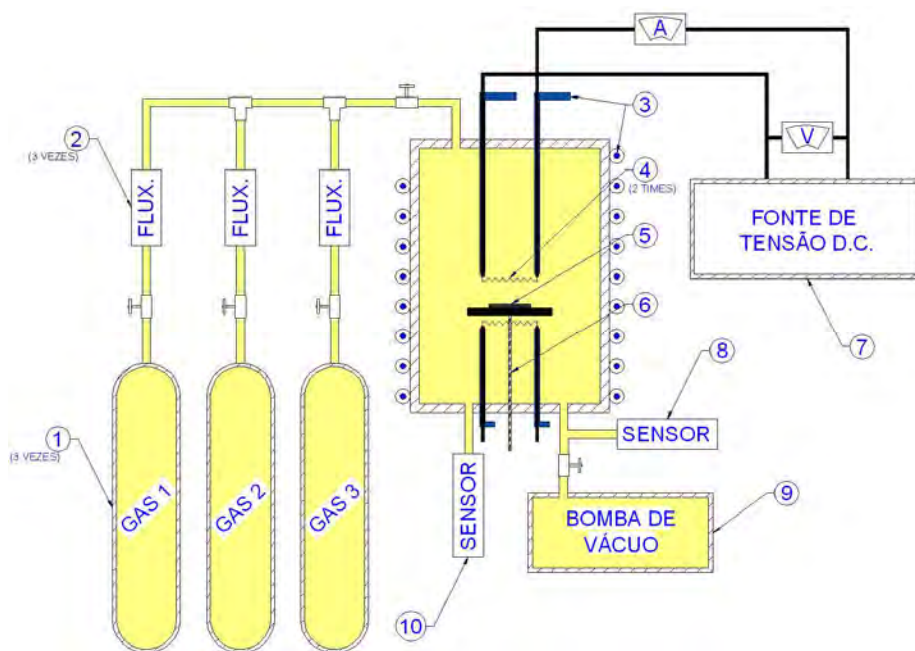 A
3
2
(3 VEZES)
4
(2 TIMES)
V
FLUX.
FLUX.
FLUX.
5
FONTE DE
TENSÃO D.C.
6
7
8
1
(3 VEZES)
SENSOR
GAS 1
GAS 2
GAS 3
SENSOR
9
BOMBA DE
VÁCUO
10